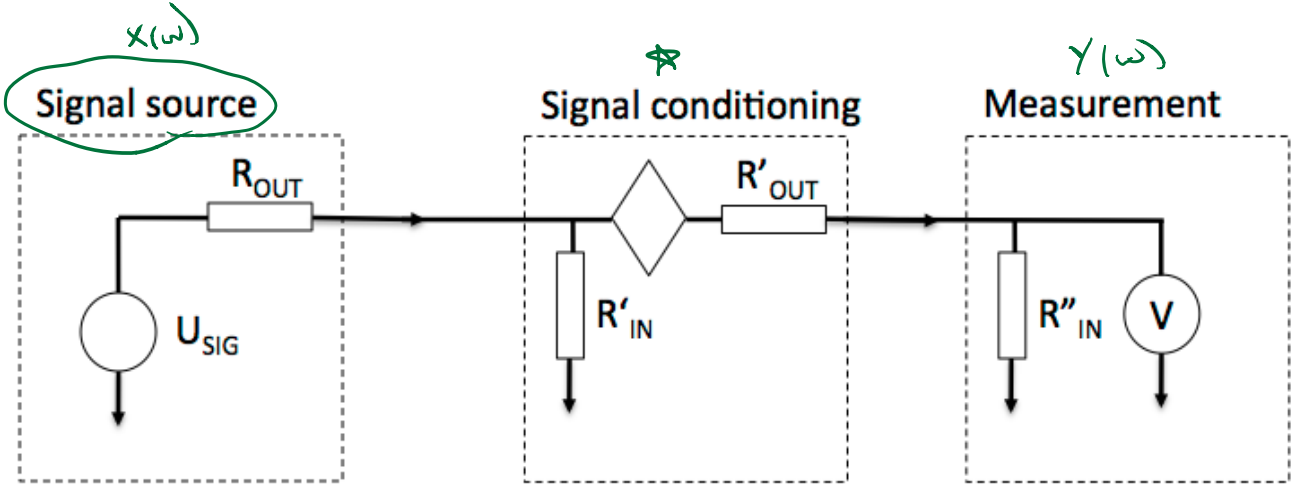 X(ω)
Y(ω)
Signal source
Signal conditioning
Measurement
R_OUT
R'_OUT
U_SIG
R'_IN
R"_IN
V